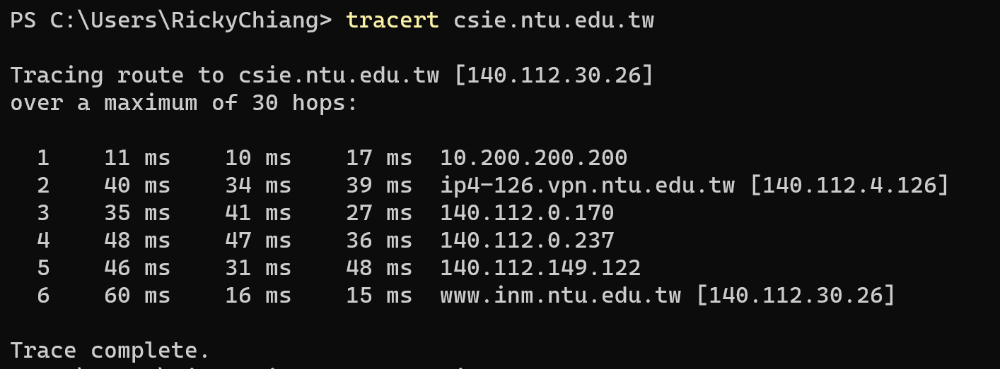 PS C:\Users\RickyChiang> tracert csie.ntu.edu.tw
Tracing route to csie.ntu.edu.tw [140.112.30.26]
over a maximum of 30 hops:
1 11 ms 10 ms 17 ms 10.200.200.200
2 40 ms 34 ms 39 ms ip4-126.vpn.ntu.edu.tw [140.112.4.126]
3 35 ms 41 ms 27 ms 140.112.0.170
4 48 ms 47 ms 36 ms 140.112.0.237
5 46 ms 31 ms 48 ms 140.112.149.122
6 60 ms 16 ms 15 ms www.inm.ntu.edu.tw [140.112.30.26]
Trace complete.